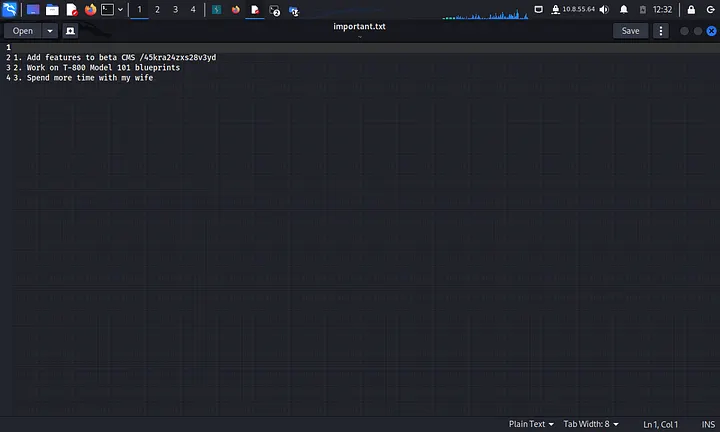 1 2 3 4
10.8.55.64
12:32
Open
important.txt
~
Save
1
2 1. Add features to beta CMS /45kra24zxs28v3yd
3 2. Work on T-800 Model 101 blueprints
4 3. Spend more time with my wife
Plain Text Tab Width: 8 Ln 1, Col 1 INS